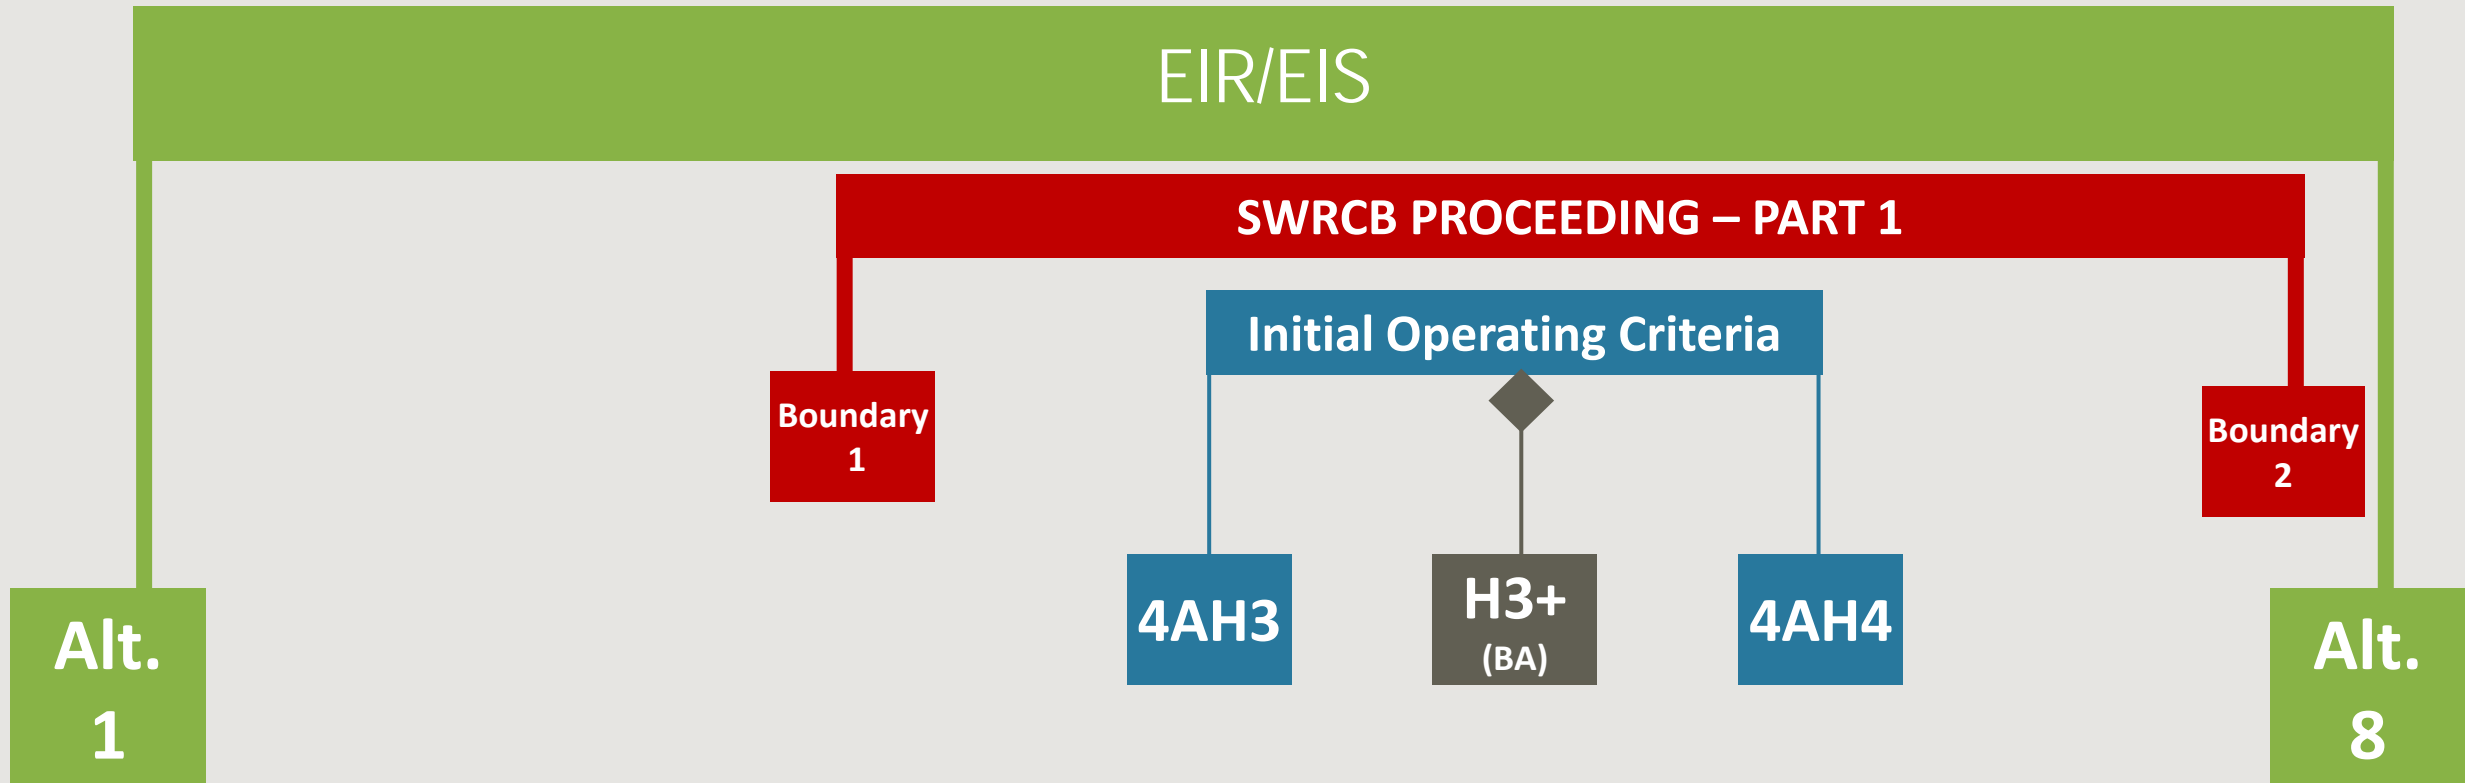 EIR/EIS
SWRCB PROCEEDING – PART 1
Initial Operating Criteria
Boundary
1
Boundary
2
4AH3
H3+
(BA)
4AH4
Alt.
1
Alt.
8